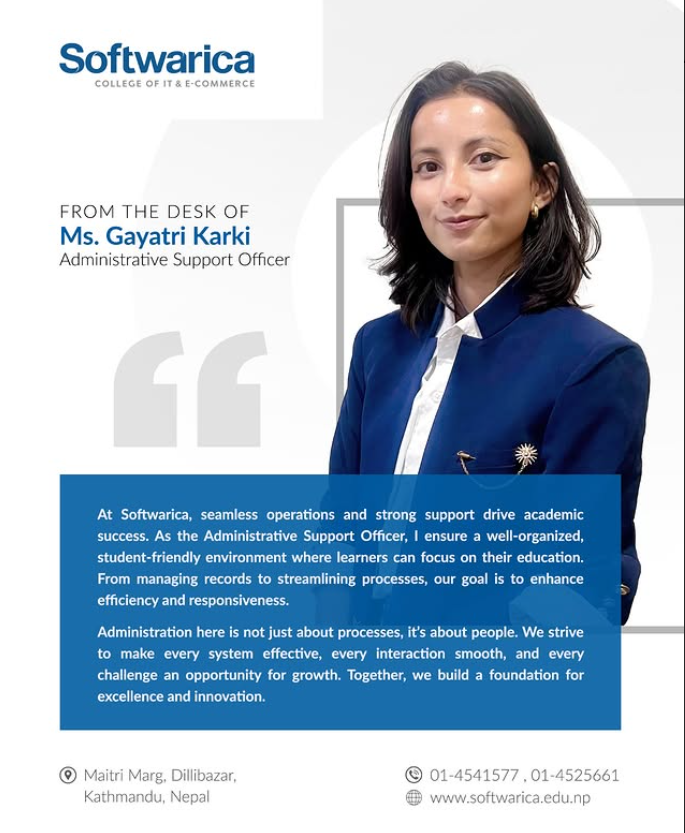 Softwarica
COLLEGE OF IT & E-COMMERCE
FROM THE DESK OF
Ms. Gayatri Karki
Administrative Support Officer
At Softwarica, seamless operations and strong support drive academic
success. As the Administrative Support Officer, I ensure a well-organized,
student-friendly environment where learners can focus on their education.
From managing records to streamlining processes, our goal is to enhance
efficiency and responsiveness.
Administration here is not just about processes, it's about people. We strive
to make every system effective, every interaction smooth, and every
challenge an opportunity for growth. Together, we build a foundation for
excellence and innovation.
Maitri Marg, Dillibazar,
Kathmandu, Nepal
01-4541577 , 01-4525661
www.softwarica.edu.np